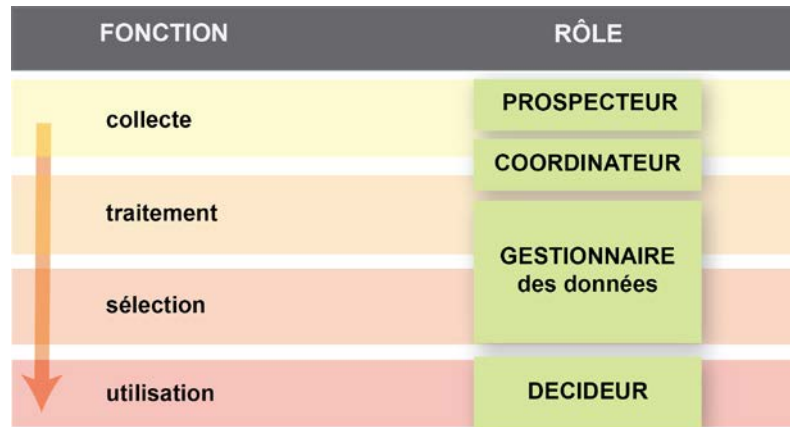 FONCTION RÔLE
collecte PROSPECTEUR
COORDINATEUR
traitement
GESTIONNAIRE
des données
sélection
utilisation DECIDEUR